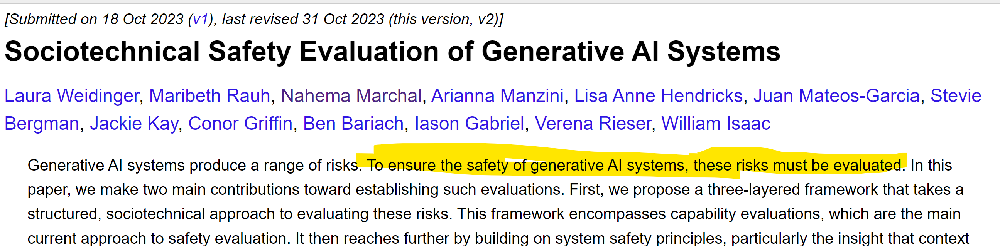 [Submitted on 18 Oct 2023 (v1), last revised 31 Oct 2023 (this version, v2)]
Sociotechnical Safety Evaluation of Generative AI Systems
Laura Weidinger, Maribeth Rauh, Nahema Marchal, Arianna Manzini, Lisa Anne Hendricks, Juan Mateos-Garcia, Stevie
Bergman, Jackie Kay, Conor Griffin, Ben Bariach, Iason Gabriel, Verena Rieser, William Isaac
Generative AI systems produce a range of risks. To ensure the safety of generative AI systems, these risks must be evaluated. In this
paper, we make two main contributions toward establishing such evaluations. First, we propose a three-layered framework that takes a
structured, sociotechnical approach to evaluating these risks. This framework encompasses capability evaluations, which are the main
current approach to safety evaluation. It then reaches further by building on system safety principles, particularly the insight that context